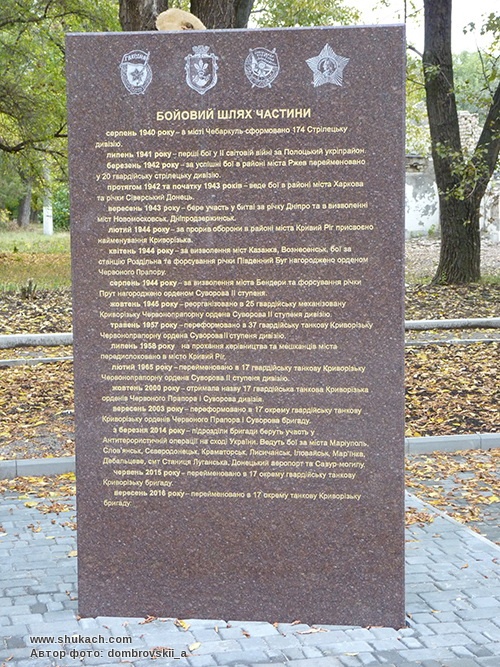 БОЙОВИЙ ШЛЯХ ЧАСТИНИ
серпень 1940 року – в місті Чебаркуль сформовано 174 Стрілецьку
дивізію.
липень 1941 року – перші бої у ІІ світовій війні за Полоцький укріпрайон.
березень 1942 року – за успішні бої в районі міста Ржев перейменовано
у 20 гвардійську стрілецьку дивізію.
протягом 1942 та початку 1943 років – веде бої в районі міста Харкова
та річки Сіверський Донець.
вересень 1943 року – бере участь у битві за річку Дніпро та в визволенні
міст Новомосковськ, Дніпродзержинськ.
лютий 1944 року – за прорив оборони в районі міста Кривий Ріг присвоєно
найменування Криворізька.
квітень 1944 року – за визволення міст Казанка, Вознесенськ, бої за
станцію Роздільна та форсування річки Південний Буг нагороджено орденом
Червоного Прапору.
серпень 1944 року – за визволення міста Бендери та форсування річки
Прут нагороджено орденом Суворова ІІ ступеня.
жовтень 1945 року – реорганізовано в 25 гвардійську механізовану
Криворізьку Червонопрапорну ордена Суворова ІІ ступеня дивізію.
травень 1957 року – переформовано в 37 гвардійську танкову Криворізьку
Червонопрапорну ордена Суворова ІІ ступеня дивізію.
липень 1958 року на прохання керівництва та мешканців міста
передислоковано в місто Кривий Ріг.
лютий 1965 року – перейменовано в 17 гвардійську танкову Криворізьку
Червонопрапорну ордена Суворова ІІ ступеня дивізію.
жовтень 2000 року – отримала назву 17 танкова Криворізька
орденів Червоного Прапоре і Суворова дивізія.
вересень 2003 року – переформовано в 17 окрему гвардійську танкову
Криворізьку орденів Червоного Прапора і Суворова бригаду.
з березня 2014 року – підрозділи бригади беруть участь у
Антитерористичній операції на сході України. Ведуть бої за міста Маріуполь,
Слов'янськ, Сєвєродонецьк, Краматорськ, Лисичанськ, Іловайськ, Мар'їнка,
Дебальцеве, смт Станиця Луганська, Донецький аеропорт та Сазур-могилу.
червень 2015 року – перейменовано в 17 окрему гвардійську танкову
Криворізьку бригаду.
вересень 2016 року – перейменовано в 17 окрему танкову Криворізьку
бригаду.
www.shukach.com
Автор фото: dombrovskii_a